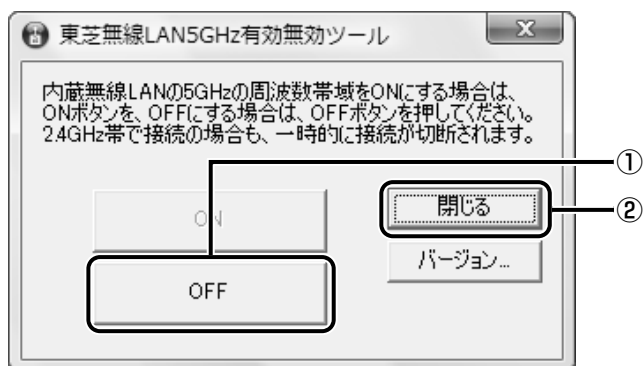 東芝無線LAN5GHz有効無効ツール
内蔵無線LANの5GHzの周波数帯域をONにする場合は、
ONボタンを、OFFにする場合は、OFFボタンを押してください。
2.4GHz帯で接続の場合も、一時的に接続が切断されます。
①
ON
閉じる
②
バージョン...
OFF